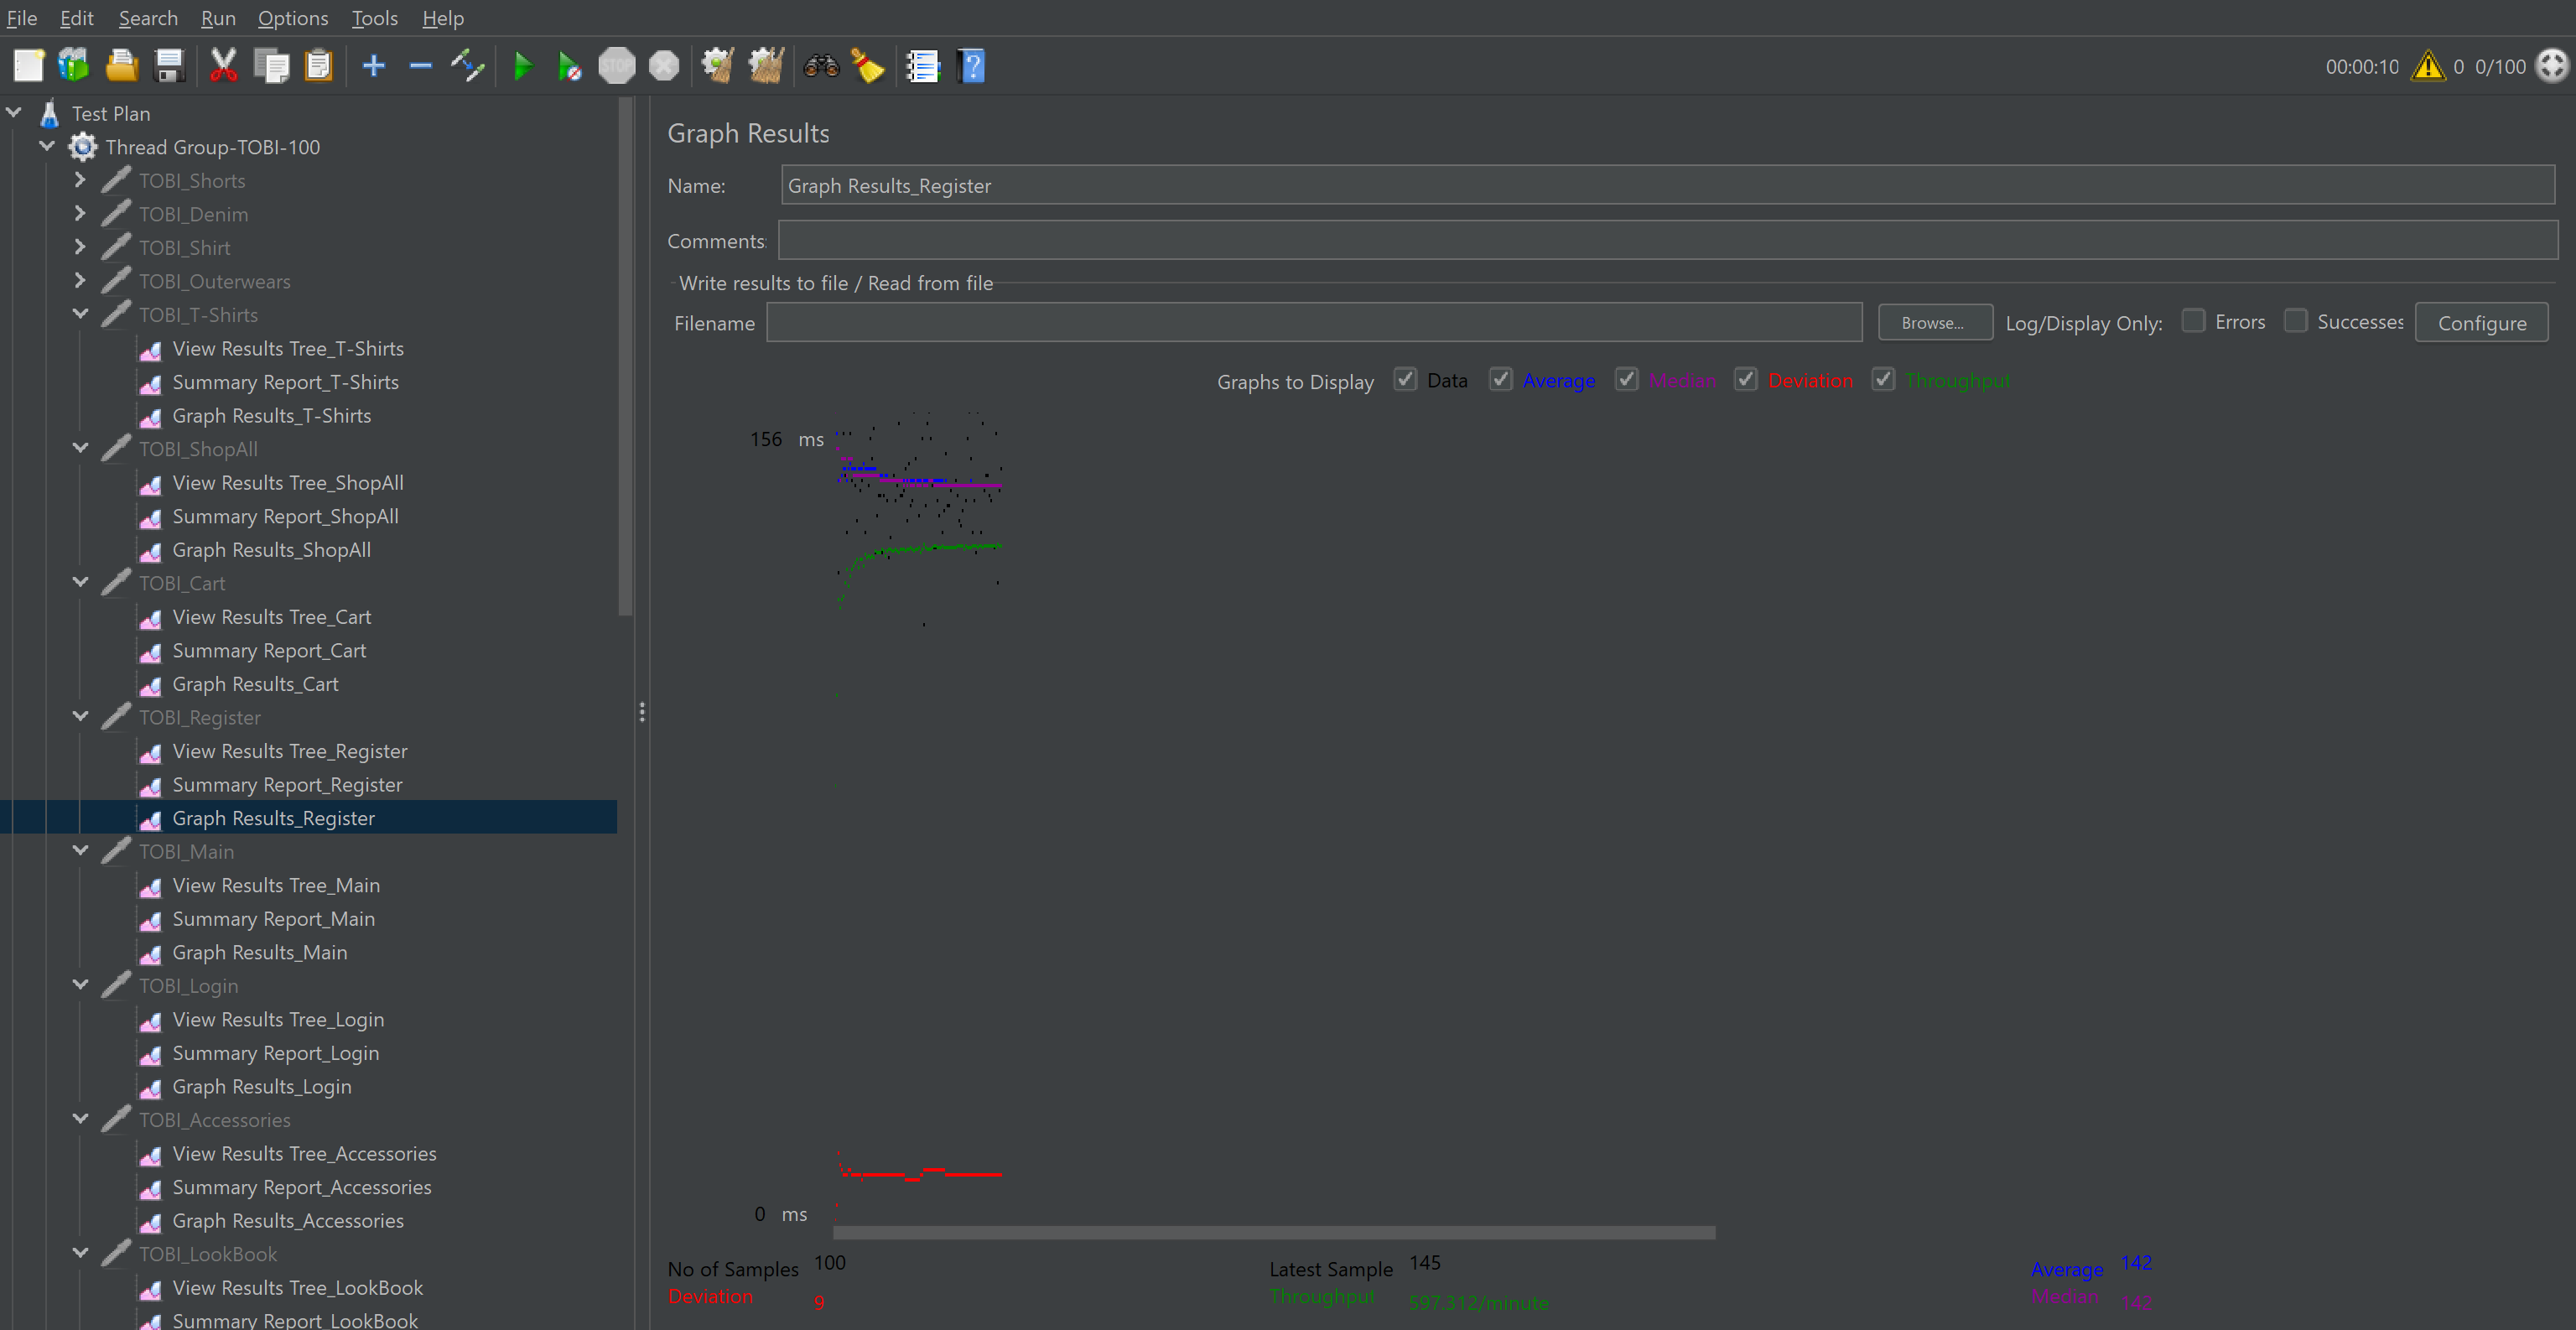 File Edit Search Run Options Tools Help
STOP
00:00:10 0 0/100
Test Plan
Thread Group-TOBI-100
TOBI_Shorts
TOBI_Denim
TOBI_Shirt
TOBI_Outerwears
TOBI_T-Shirts
View Results Tree_T-Shirts
Summary Report_T-Shirts
Graph Results_T-Shirts
TOBI_ShopAll
View Results Tree_ShopAll
Summary Report_ShopAll
Graph Results_ShopAll
TOBI_Cart
View Results Tree_Cart
Summary Report_Cart
Graph Results_Cart
TOBI_Register
View Results Tree_Register
Summary Report_Register
Graph Results_Register
TOBI_Main
View Results Tree_Main
Summary Report_Main
Graph Results_Main
TOBI_Login
View Results Tree_Login
Summary Report_Login
Graph Results_Login
TOBI_Accessories
View Results Tree_Accessories
Summary Report_Accessories
Graph Results_Accessories
TOBI_LookBook
View Results Tree_LookBook
Summary Report_LookBook
Graph Results
Name: Graph Results_Register
Comments:
Write results to file / Read from file
Filename Browse... Log/Display Only: Errors Successes Configure
Graphs to Display Data Average Median Deviation Throughput
156 ms
0 ms
No of Samples 100 Latest Sample 145 Average 142
Deviation 9 Throughput 597.312/minute Median 142